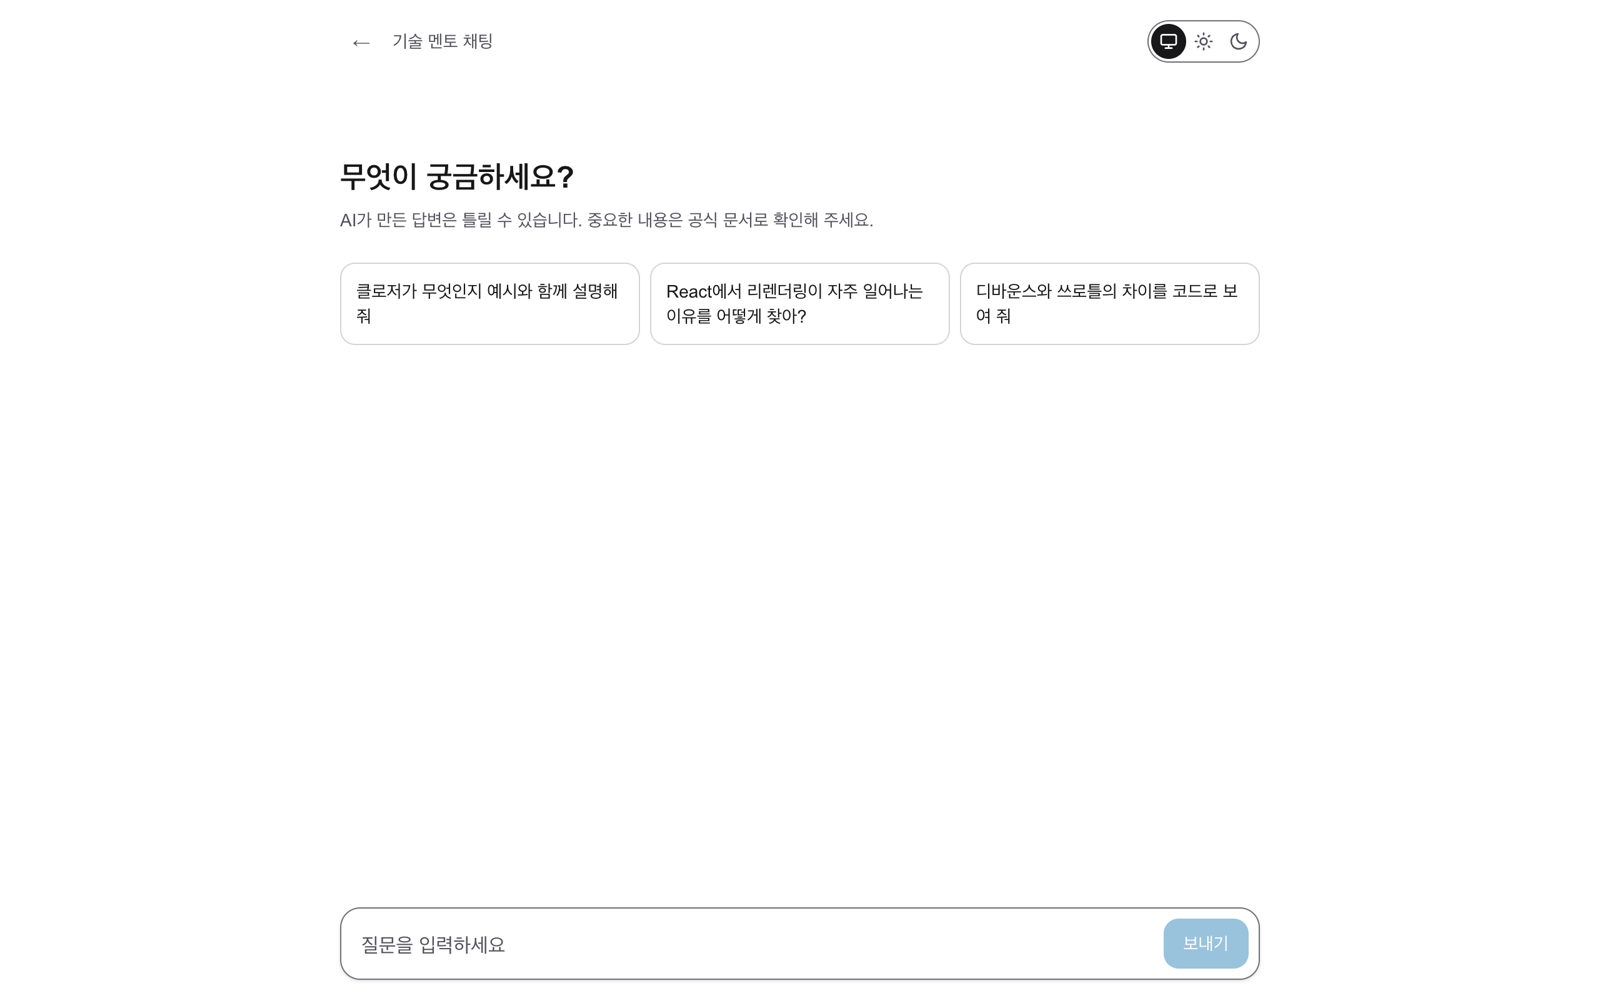 ← 기술 멘토 채팅
무엇이 궁금하세요?
AI가 만든 답변은 틀릴 수 있습니다. 중요한 내용은 공식 문서로 확인해 주세요.
클로저가 무엇인지 예시와 함께 설명해
줘
React에서 리렌더링이 자주 일어나는
이유를 어떻게 찾아?
디바운스와 쓰로틀의 차이를 코드로 보
여 줘
질문을 입력하세요
보내기